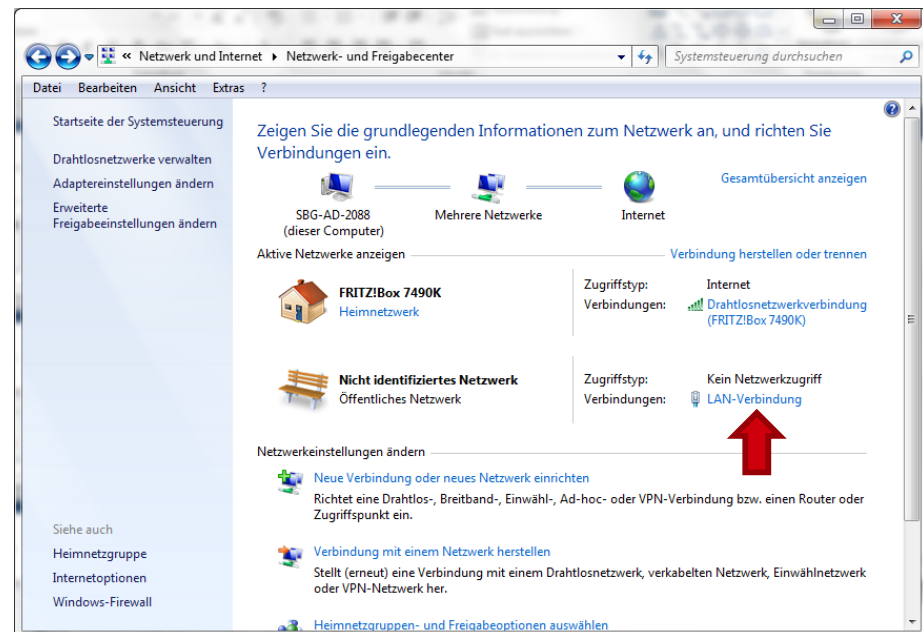 « Netzwerk und Internet ▸ Netzwerk- und Freigabecenter
Systemsteuerung durchsuchen
Datei Bearbeiten Ansicht Extras ?
Startseite der Systemsteuerung
Drahtlosnetzwerke verwalten
Adaptereinstellungen ändern
Erweiterte
Freigabeeinstellungen ändern
Zeigen Sie die grundlegenden Informationen zum Netzwerk an, und richten Sie
Verbindungen ein.
Gesamtübersicht anzeigen
SBG-AD-2088
(dieser Computer)
Mehrere Netzwerke
Internet
Aktive Netzwerke anzeigen
Verbindung herstellen oder trennen
FRITZ!Box 7490K
Heimnetzwerk
Zugriffstyp: Internet
Verbindungen: Drahtlosnetzwerkverbindung
(FRITZ!Box 7490K)
Nicht identifiziertes Netzwerk
Öffentliches Netzwerk
Zugriffstyp: Kein Netzwerkzugriff
Verbindungen: LAN-Verbindung
Netzwerkeinstellungen ändern
Neue Verbindung oder neues Netzwerk einrichten
Richtet eine Drahtlos-, Breitband-, Einwähl-, Ad-hoc- oder VPN-Verbindung bzw. einen Router oder
Zugriffspunkt ein.
Verbindung mit einem Netzwerk herstellen
Stellt (erneut) eine Verbindung mit einem Drahtlosnetzwerk, verkabelten Netzwerk, Einwählnetzwerk
oder VPN-Netzwerk her.
Heimnetzgruppen- und Freigabeoptionen auswählen
Siehe auch
Heimnetzgruppe
Internetoptionen
Windows-Firewall